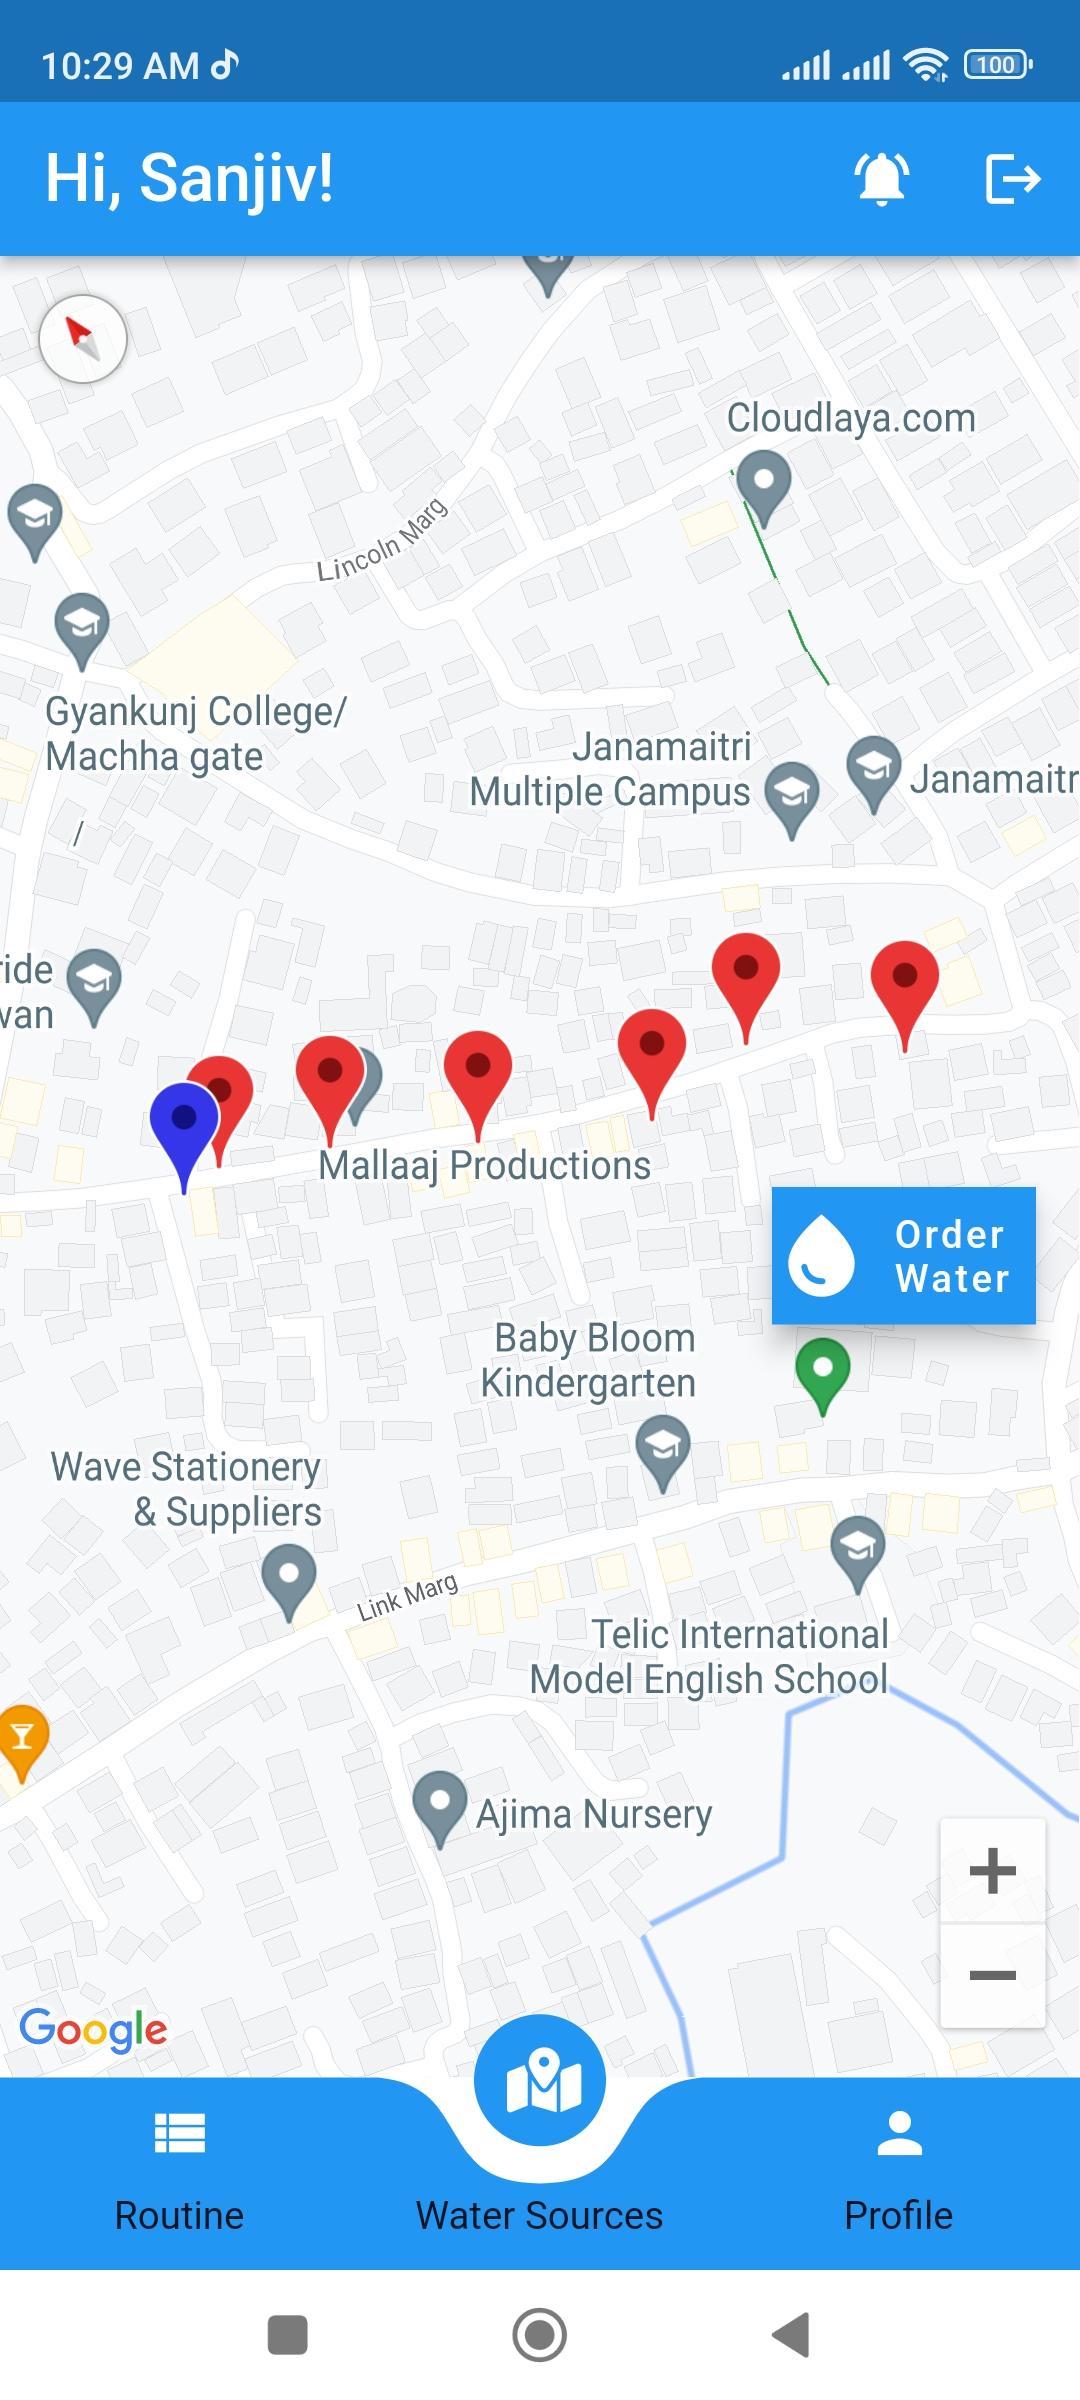 10:29 AM
100
Hi, Sanjiv!
Cloudlaya.com
Lincoln Marg
Gyankunj College/
Machha gate
/
Janamaitri
Multiple Campus
Janamaitr
ride
wan
Mallaaj Productions
Order
Water
Baby Bloom
Kindergarten
Wave Stationery
& Suppliers
Link Marg
Telic International
Model English School
Ajima Nursery
+
−
Google
Routine
Water Sources
Profile